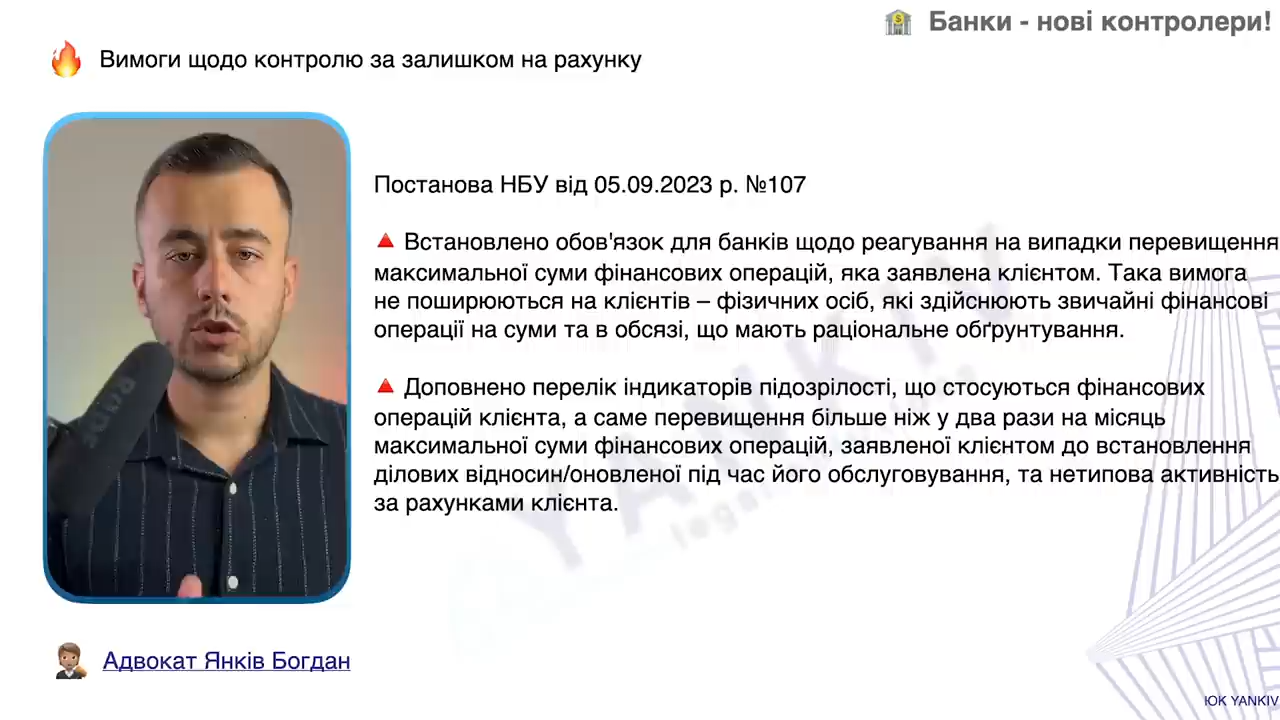 Банки - нові контролери!
Вимоги щодо контролю за залишком на рахунку
Постанова НБУ від 05.09.2023 р. №107
Встановлено обов'язок для банків щодо реагування на випадки перевищення
максимальної суми фінансових операцій, яка заявлена клієнтом. Така вимога
не поширюються на клієнтів – фізичних осіб, які здійснюють звичайні фінансові
операції на суми та в обсязі, що мають раціональне обґрунтування.
Доповнено перелік індикаторів підозрілості, що стосуються фінансових
операцій клієнта, а саме перевищення більше ніж у два рази на місяць
максимальної суми фінансових операцій, заявленої клієнтом до встановлення
ділових відносин/оновленої під час його обслуговування, та нетипова активність
за рахунками клієнта.
YANKIV
RODE
Адвокат Янків Богдан
ЮК YANKIV